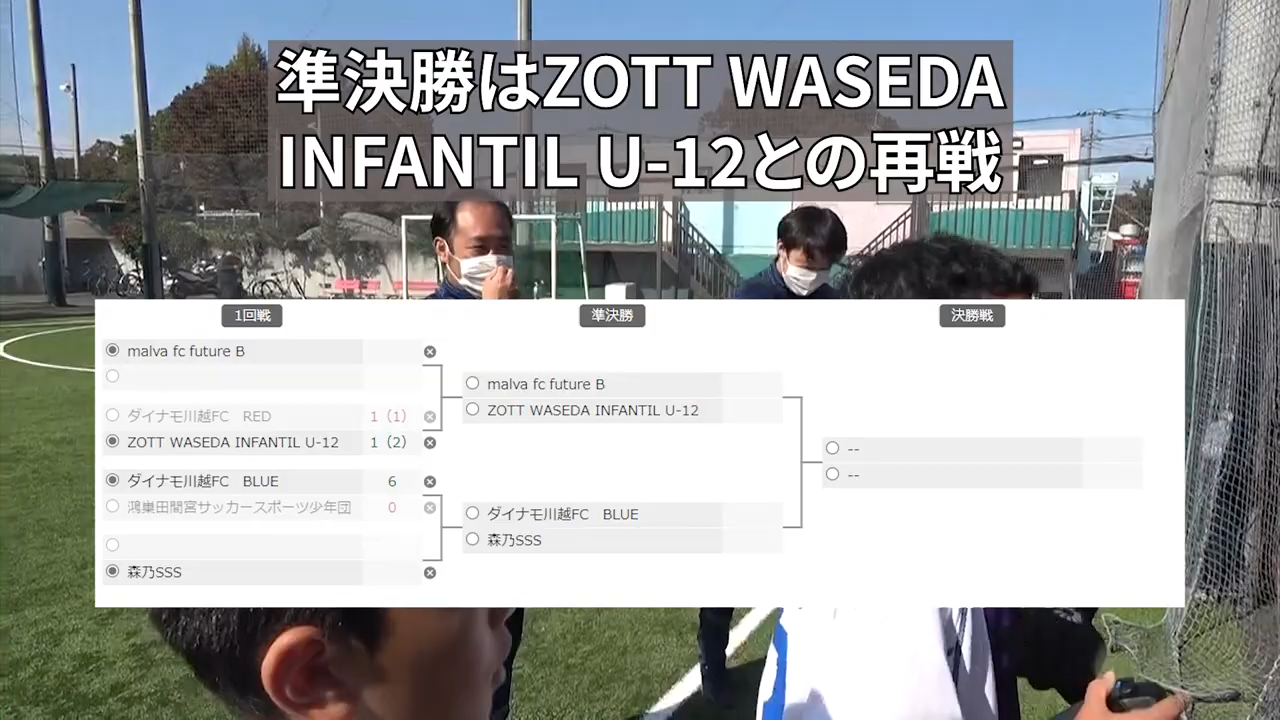 準決勝はZOTT WASEDA
INFANTIL U-12との再戦
1回戦
準決勝
決勝戦
malva fc future B
ダイナモ川越FC RED 1（1）
ZOTT WASEDA INFANTIL U-12 1（2）
ダイナモ川越FC BLUE 6
鴻巣田間宮サッカースポーツ少年団 0
森乃SSS
malva fc future B
ZOTT WASEDA INFANTIL U-12
ダイナモ川越FC BLUE
森乃SSS
--
--